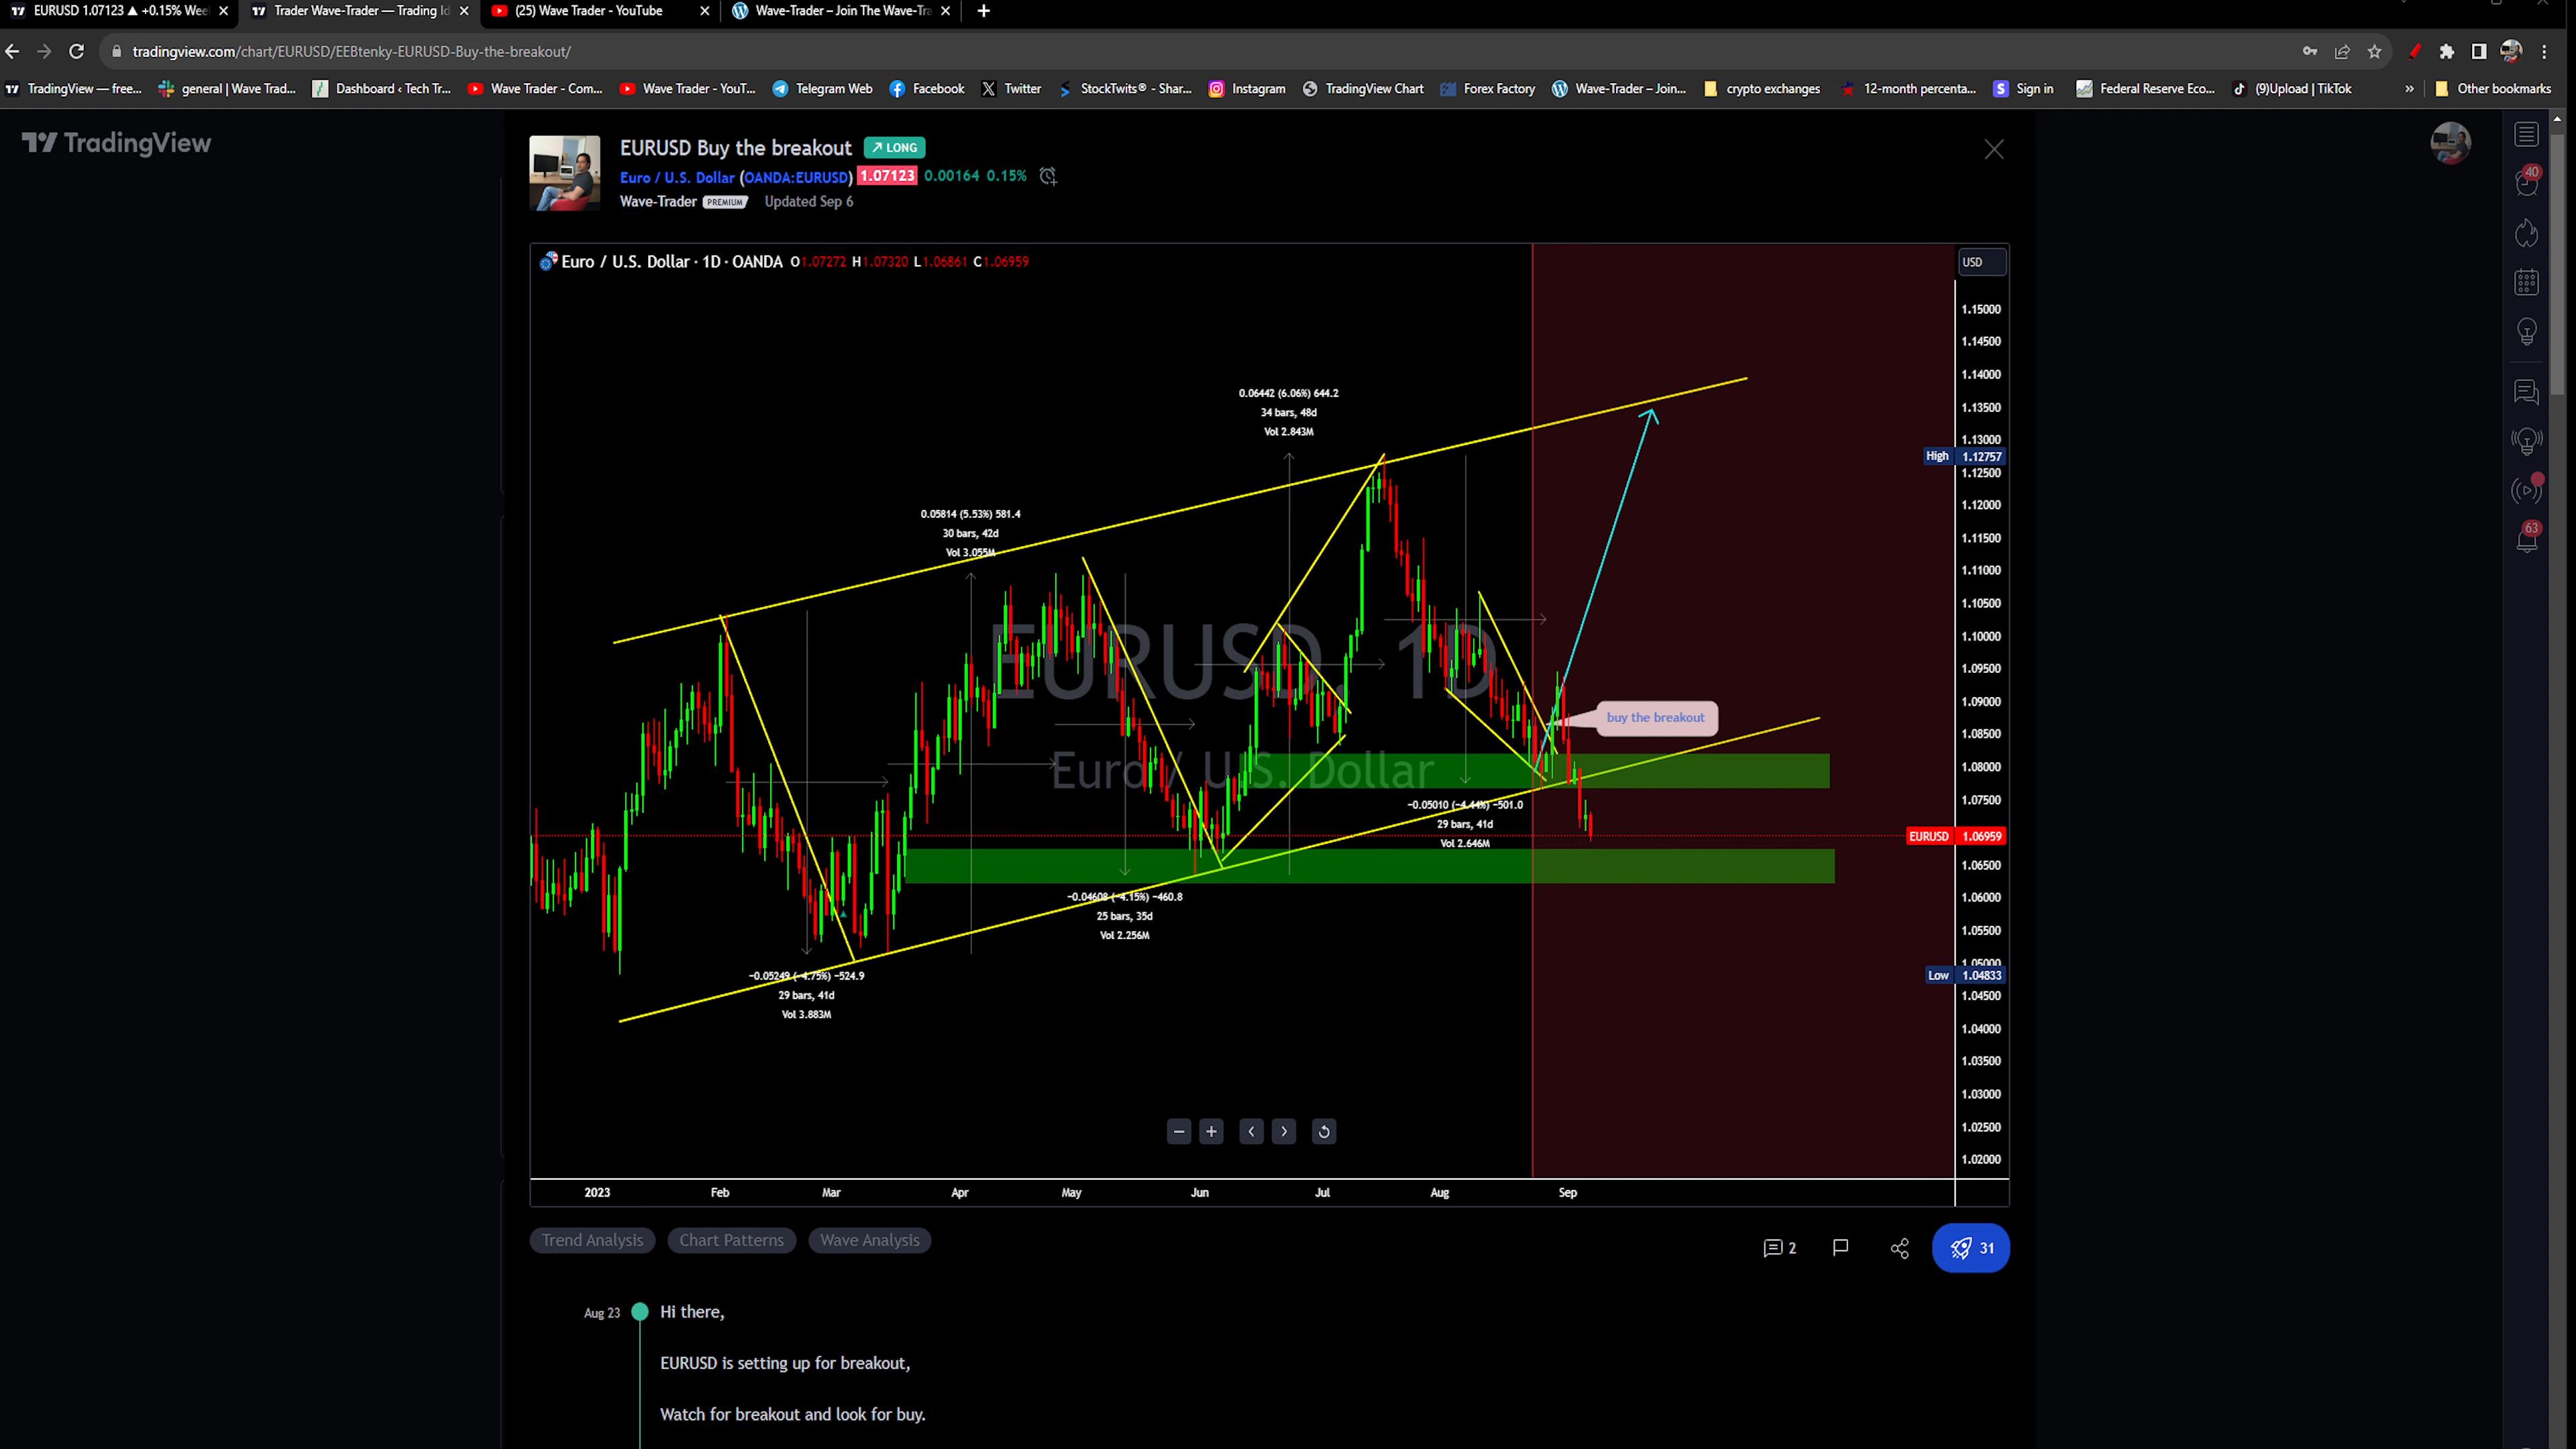 EURUSD 1.07123 ▲ +0.15% Wee
Trader Wave-Trader — Trading Id
(25) Wave Trader - YouTube
Wave-Trader – Join The Wave-Tra
tradingview.com/chart/EURUSD/EEBtenky-EURUSD-Buy-the-breakout/
TradingView — free...
general | Wave Trad...
Dashboard ‹ Tech Tr...
Wave Trader - Com...
Wave Trader - YouT...
Telegram Web
Facebook
Twitter
StockTwits® - Shar...
Instagram
TradingView Chart
Forex Factory
Wave-Trader – Join...
crypto exchanges
12-month percenta...
Sign in
Federal Reserve Eco...
(9)Upload | TikTok
»
Other bookmarks
TradingView
EURUSD Buy the breakout
LONG
Euro / U.S. Dollar (OANDA:EURUSD) 1.07123 0.00164 0.15%
Wave-Trader PREMIUM Updated Sep 6
40
63
Euro / U.S. Dollar · 1D · OANDA O1.07272 H1.07320 L1.06861 C1.06959
USD
1.15000
1.14500
1.14000
1.13500
1.13000
High 1.12757
1.12500
1.12000
1.11500
1.11000
1.10500
1.10000
1.09500
1.09000
1.08500
1.08000
1.07500
EURUSD 1.06959
1.06500
1.06000
1.05500
1.05000
Low 1.04833
1.04500
1.04000
1.03500
1.03000
1.02500
1.02000
0.06442 (6.06%) 644.2
34 bars, 48d
Vol 2.843M
0.05814 (5.53%) 581.4
30 bars, 42d
Vol 3.055M
EURUSD, 1D
Euro / U.S. Dollar
buy the breakout
−0.05010 (−4.44%) −501.0
29 bars, 41d
Vol 2.646M
−0.04608 (−4.15%) −460.8
25 bars, 35d
Vol 2.256M
−0.05249 (−4.75%) −524.9
29 bars, 41d
Vol 3.883M
2023 Feb Mar Apr May Jun Jul Aug Sep
Trend Analysis
Chart Patterns
Wave Analysis
2
31
Aug 23
Hi there,
EURUSD is setting up for breakout,
Watch for breakout and look for buy.